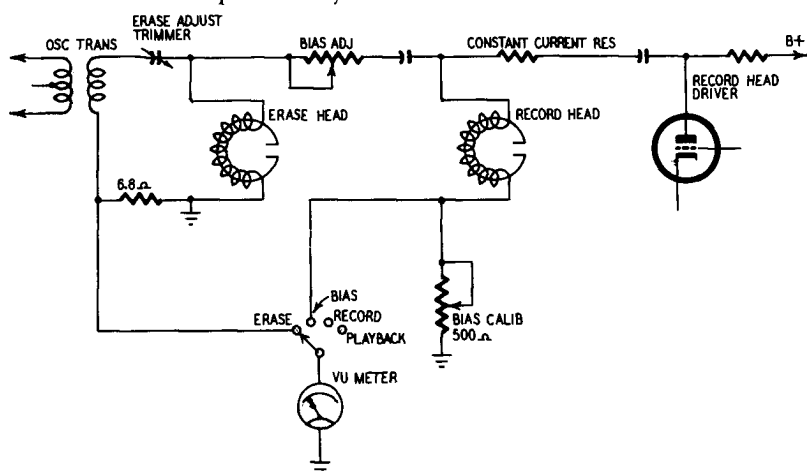 ERASE ADJUST
TRIMMER
OSC TRANS
BIAS ADJ
CONSTANT CURRENT RES
B+
RECORD HEAD
DRIVER
ERASE HEAD
RECORD HEAD
6.8Ω
BIAS
ERASE
RECORD
PLAYBACK
BIAS CALIB
500Ω
VU METER